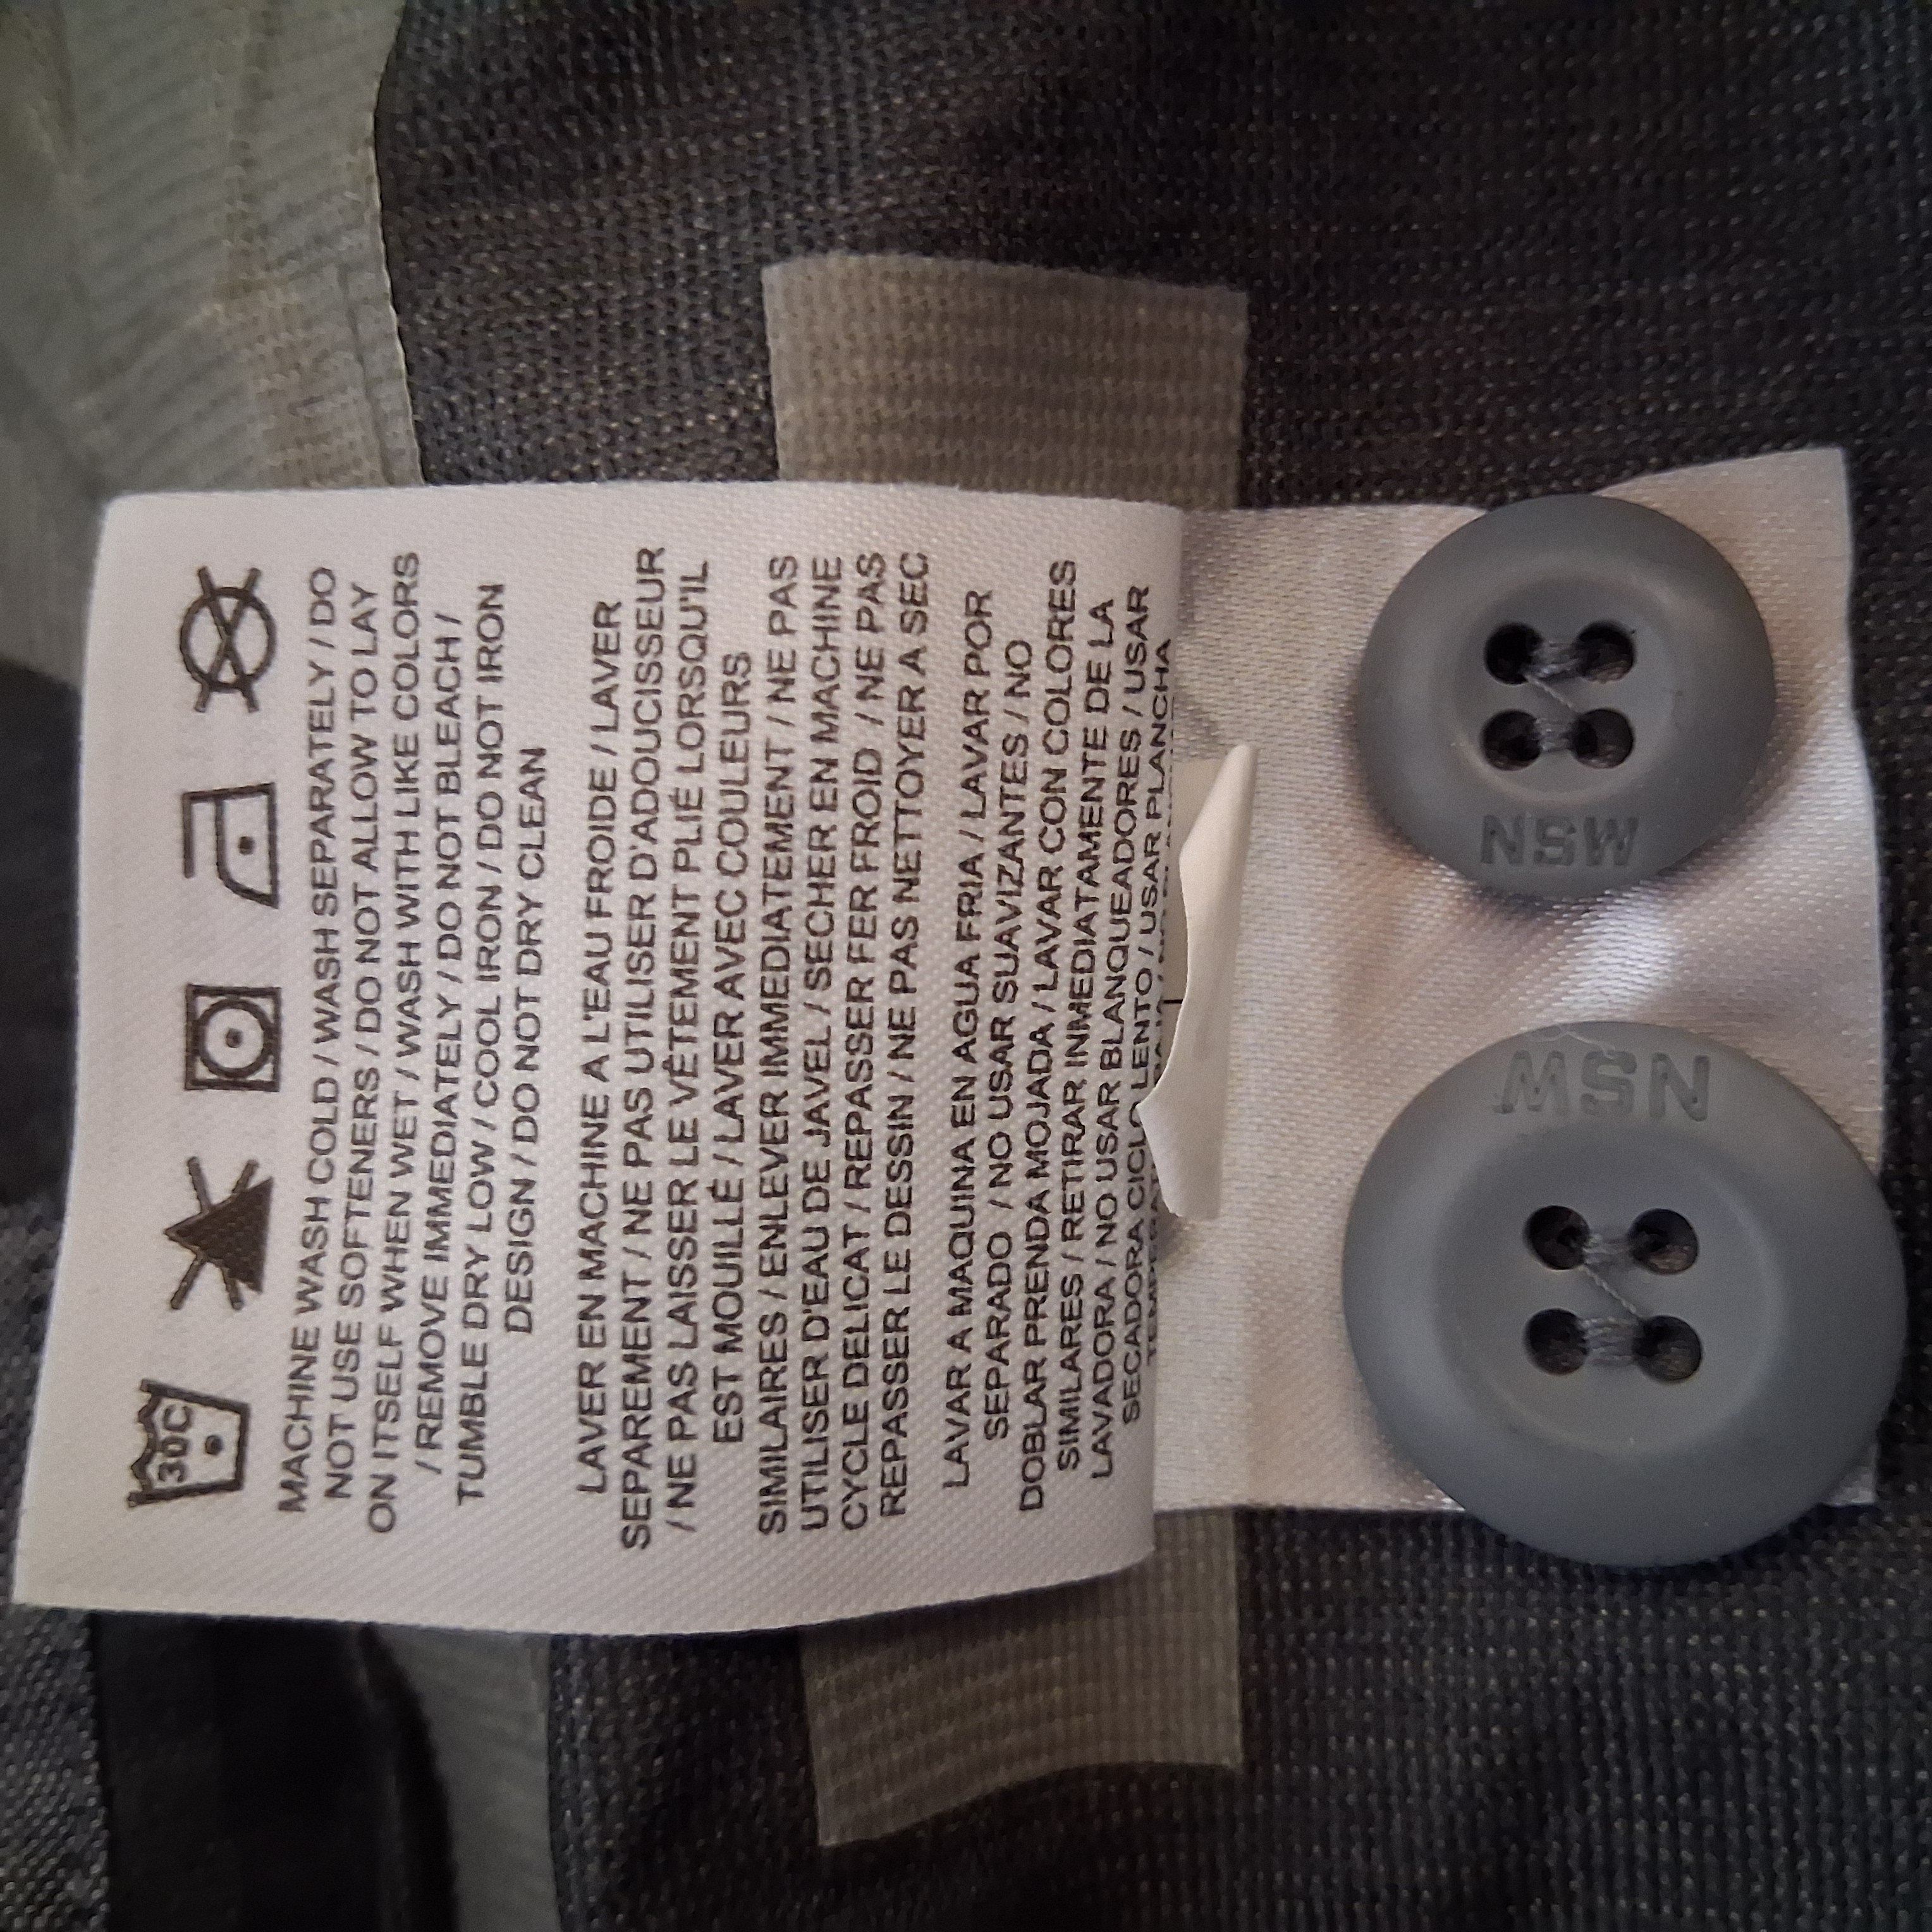 30C
MACHINE WASH COLD / WASH SEPARATELY / DO
NOT USE SOFTENERS / DO NOT ALLOW TO LAY
ON ITSELF WHEN WET / WASH WITH LIKE COLORS
/ REMOVE IMMEDIATELY / DO NOT BLEACH /
TUMBLE DRY LOW / COOL IRON / DO NOT IRON
DESIGN / DO NOT DRY CLEAN
LAVER EN MACHINE A L'EAU FROIDE / LAVER
SEPAREMENT / NE PAS UTILISER D'ADOUCISSEUR
/ NE PAS LAISSER LE VÊTEMENT PLIÉ LORSQU'IL
EST MOUILLÉ / LAVER AVEC COULEURS
SIMILAIRES / ENLEVER IMMEDIATEMENT / NE PAS
UTILISER D'EAU DE JAVEL / SECHER EN MACHINE
CYCLE DELICAT / REPASSER FER FROID / NE PAS
REPASSER LE DESSIN / NE PAS NETTOYER A SEC
LAVAR A MAQUINA EN AGUA FRIA / LAVAR POR
SEPARADO / NO USAR SUAVIZANTES / NO
DOBLAR PRENDA MOJADA / LAVAR CON COLORES
SIMILARES / RETIRAR INMEDIATAMENTE DE LA
LAVADORA / NO USAR BLANQUEADORES / USAR
SECADORA CICLO LENTO / USAR PLANCHA
NSW
NSW